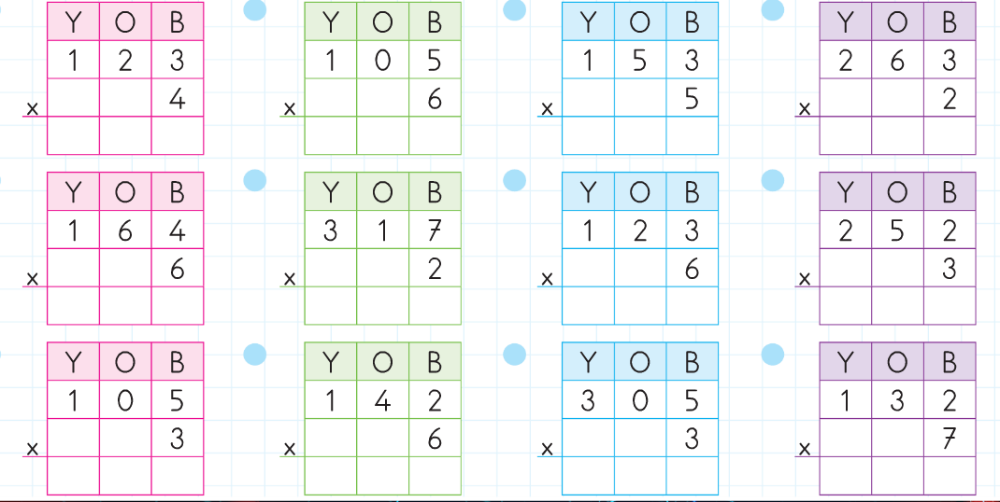 Y O B Y O B Y O B Y O B
1 2 3 1 0 5 1 5 3 2 6 3
x 4 x 6 x 5 x 2
Y O B Y O B Y O B Y O B
1 6 4 3 1 7 1 2 3 2 5 2
x 6 x 2 x 6 x 3
Y O B Y O B Y O B Y O B
1 0 5 1 4 2 3 0 5 1 3 2
x 3 x 6 x 3 x 7